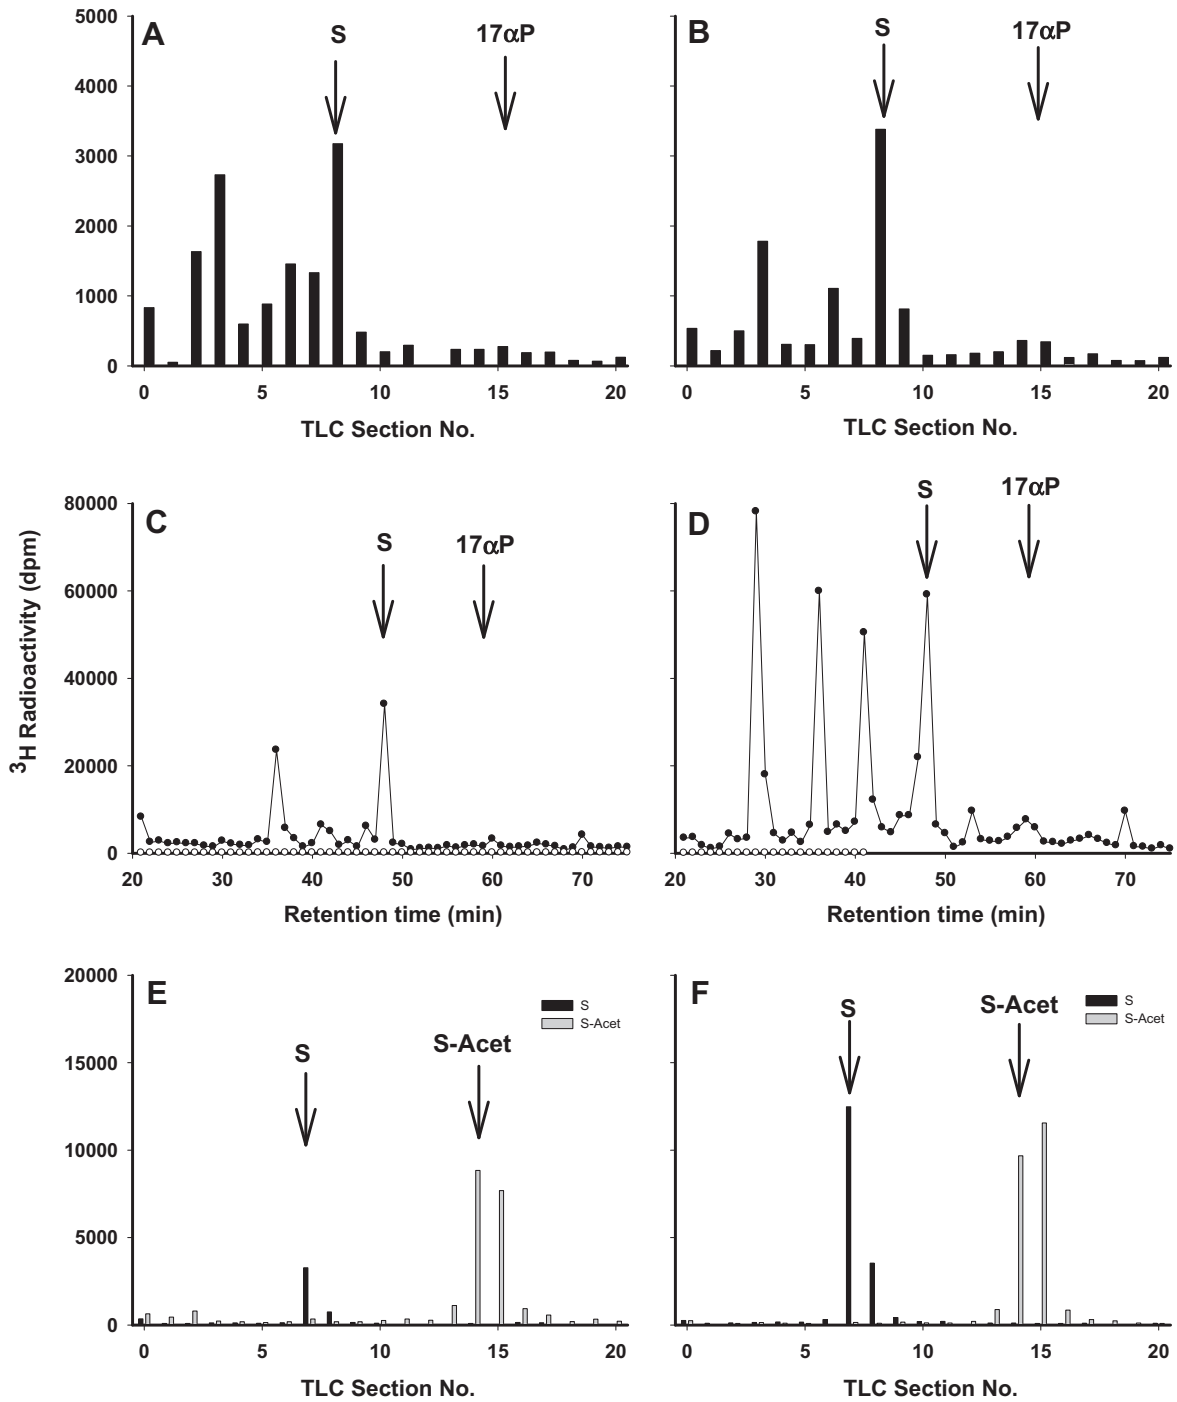 A
S
17αP
5000
4000
3000
2000
1000
0
0 5 10 15 20
TLC Section No.
B
S
17αP
0 5 10 15 20
TLC Section No.
³H Radioactivity (dpm)
C
S
17αP
80000
60000
40000
20000
0
20 30 40 50 60 70
Retention time (min)
D
S
17αP
20 30 40 50 60 70
Retention time (min)
E
S
S-Acet
S
S-Acet
20000
15000
10000
5000
0
0 5 10 15 20
TLC Section No.
F
S
S-Acet
S
S-Acet
0 5 10 15 20
TLC Section No.